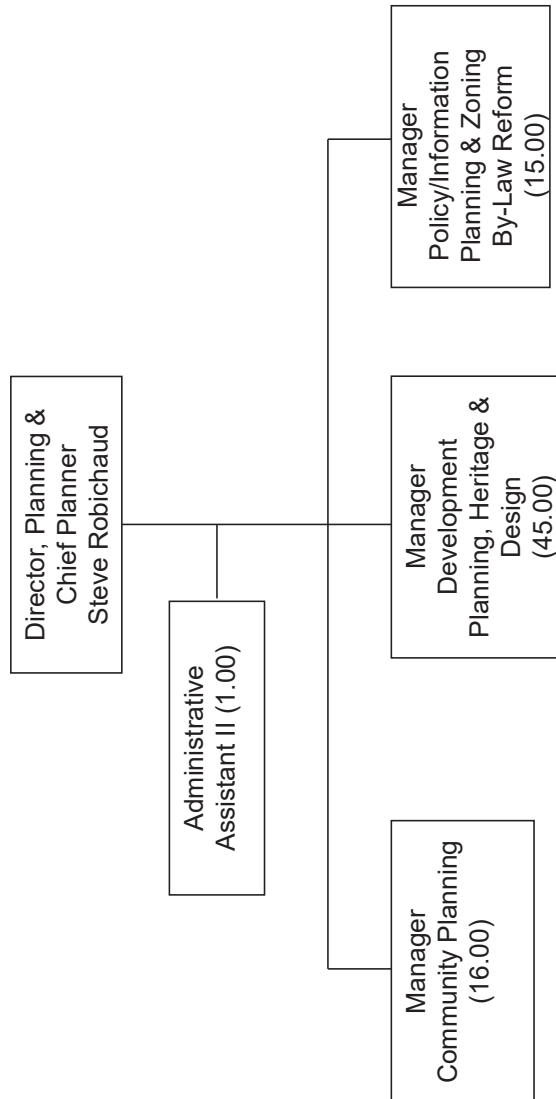 Director, Planning &
Chief Planner
Steve Robichaud
Administrative
Assistant II (1.00)
Manager
Community Planning
(16.00)
Manager
Development
Planning, Heritage &
Design
(45.00)
Manager
Policy/Information
Planning & Zoning
By-Law Reform
(15.00)